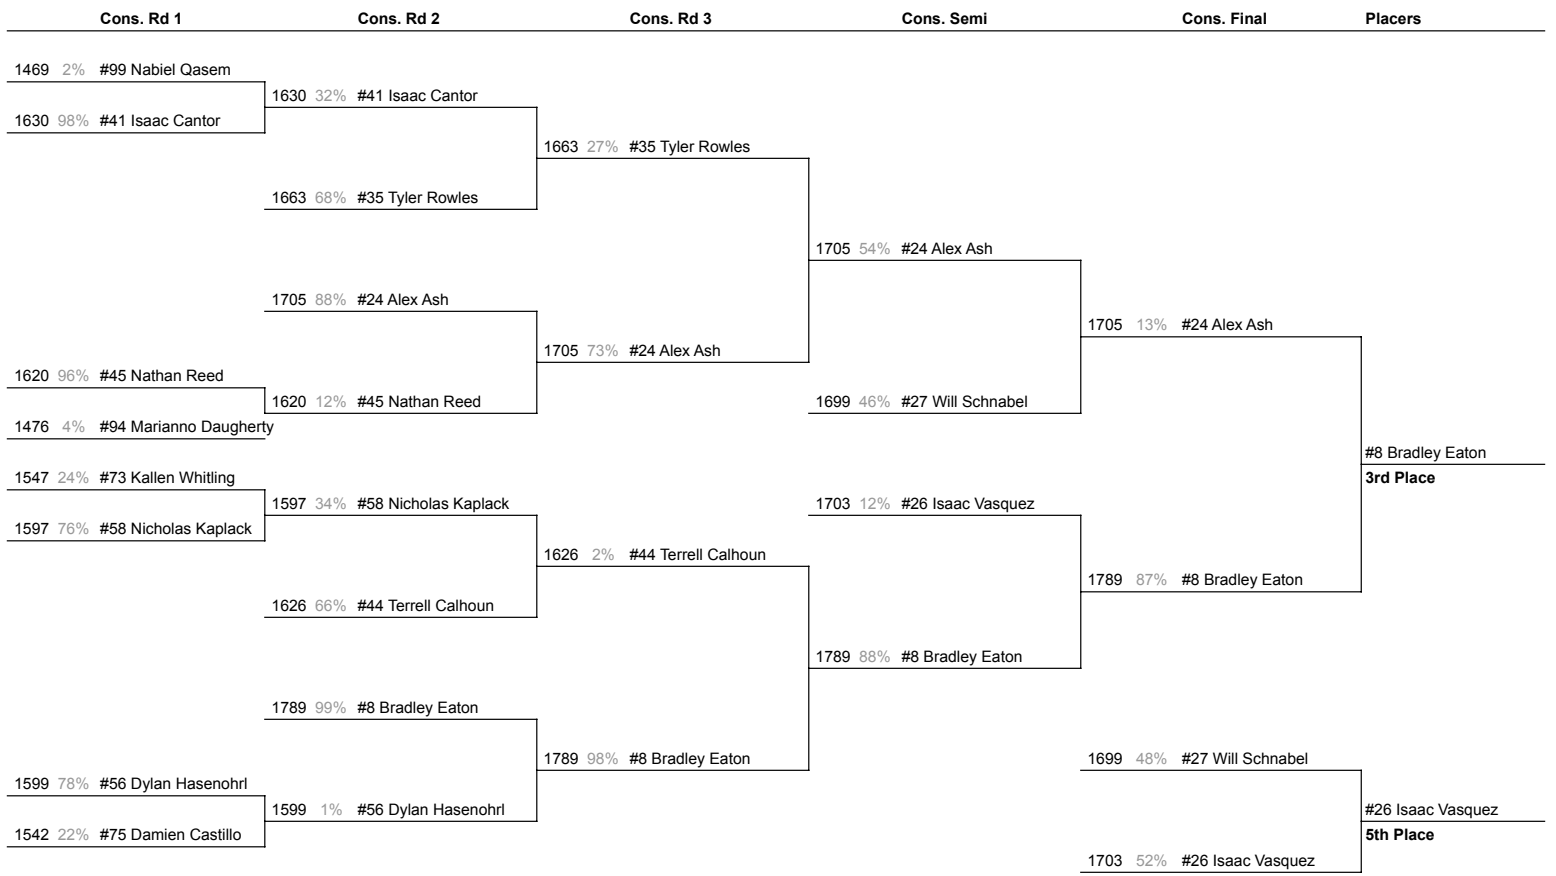 Cons. Rd 1 Cons. Rd 2 Cons. Rd 3 Cons. Semi Cons. Final Placers
1469 2% #99 Nabiel Qasem
1630 32% #41 Isaac Cantor
1630 98% #41 Isaac Cantor
1663 27% #35 Tyler Rowles
1663 68% #35 Tyler Rowles
1705 54% #24 Alex Ash
1705 88% #24 Alex Ash
1705 13% #24 Alex Ash
1705 73% #24 Alex Ash
1620 96% #45 Nathan Reed
1620 12% #45 Nathan Reed
1699 46% #27 Will Schnabel
1476 4% #94 Marianno Daugherty
#8 Bradley Eaton
1547 24% #73 Kallen Whitling
3rd Place
1597 34% #58 Nicholas Kaplack
1703 12% #26 Isaac Vasquez
1597 76% #58 Nicholas Kaplack
1626 2% #44 Terrell Calhoun
1789 87% #8 Bradley Eaton
1626 66% #44 Terrell Calhoun
1789 88% #8 Bradley Eaton
1789 99% #8 Bradley Eaton
1789 98% #8 Bradley Eaton
1699 48% #27 Will Schnabel
1599 78% #56 Dylan Hasenohrl
1599 1% #56 Dylan Hasenohrl
#26 Isaac Vasquez
1542 22% #75 Damien Castillo
5th Place
1703 52% #26 Isaac Vasquez